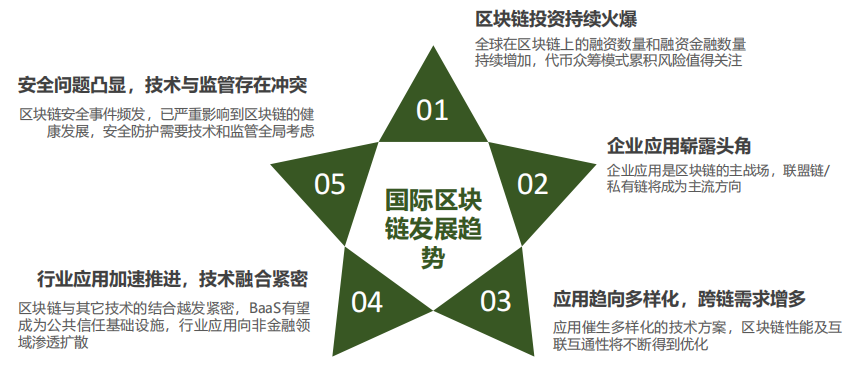 区块链投资持续火爆
全球在区块链上的融资数量和融资金融数量
持续增加，代币众筹模式累积风险值得关注
01
企业应用崭露头角
企业应用是区块链的主战场，联盟链/
私有链将成为主流方向
02
应用趋向多样化，跨链需求增多
应用催生多样化的技术方案，区块链性能及互
联互通性将不断得到优化
03
行业应用加速推进，技术融合紧密
区块链与其它技术的结合越发紧密，BaaS有望
成为公共信任基础设施，行业应用向非金融领
域渗透扩散
04
安全问题凸显，技术与监管存在冲突
区块链安全事件频发，已严重影响到区块链的健
康发展，安全防护需要技术和监管全局考虑
05
国际区块
链发展趋
势